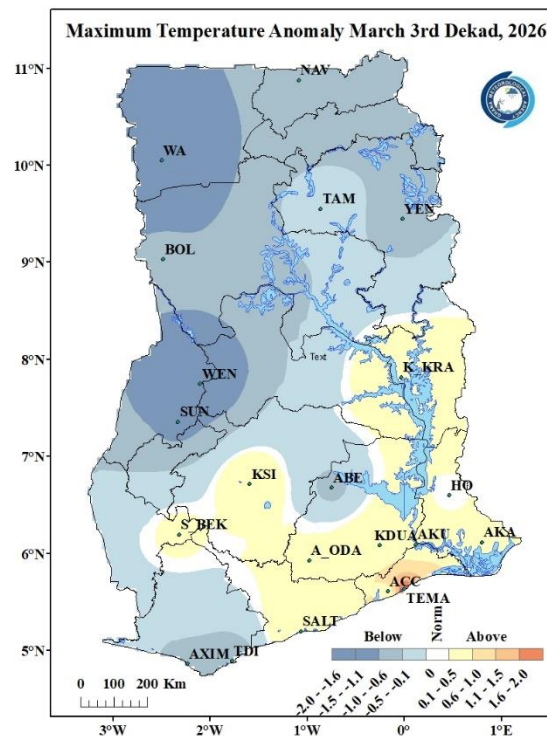 Maximum Temperature Anomaly March 3rd Dekad, 2026
11°N
NAV
WA
10°N
TAM
YEN
BOL
9°N
Text
8°N
K_KRA
WEN
SUN
7°N
KSI
ABE
HO
S_BEK
6°N
KDUA
AKU
AKA
A_ODA
ACC
TEMA
SALT
5°N
AXIM
TDI
Below
Norm
Above
-2.0 - -1.6
-1.5 - -1.1
-1.0 - -0.6
-0.5 - -0.1
0
0.1 - 0.5
0.6 - 1.0
1.1 - 1.5
1.6 - 2.0
0 100 200 Km
3°W 2°W 1°W 0° 1°E